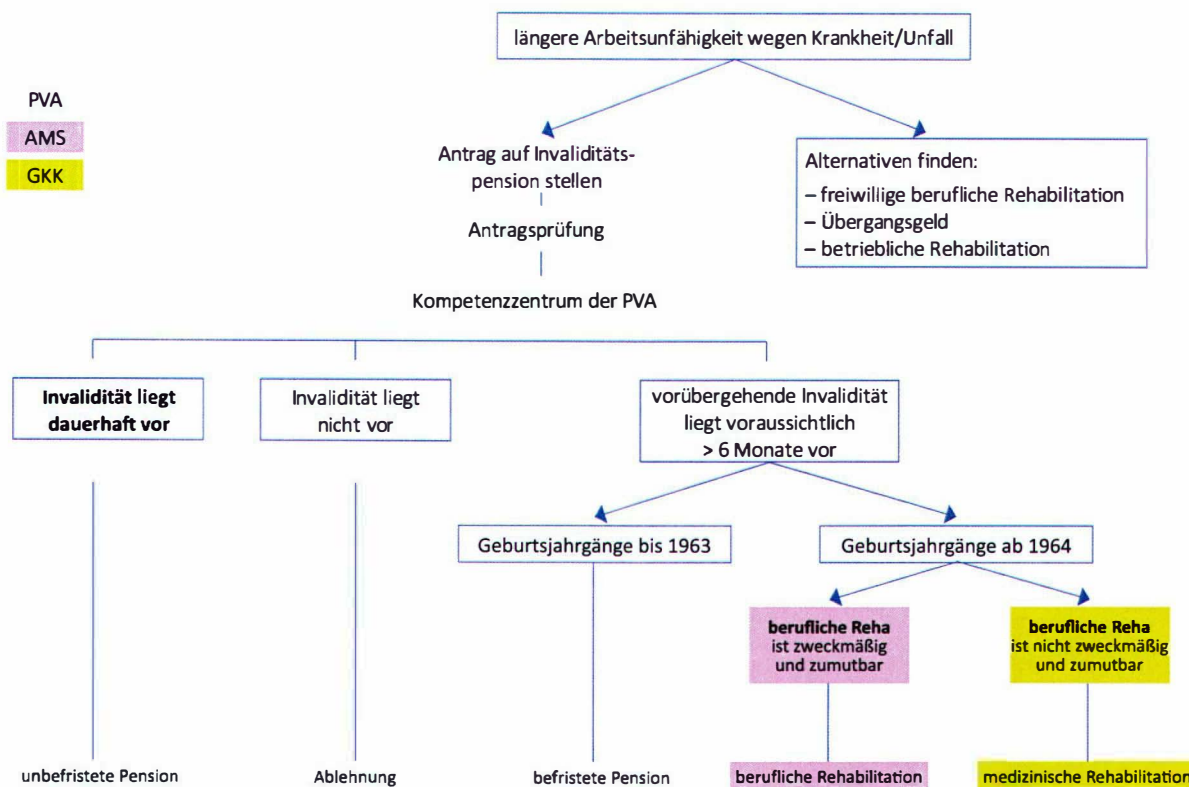 längere Arbeitsunfähigkeit wegen Krankheit/Unfall
PVA
AMS
GKK
Antrag auf Invaliditäts-
pension stellen
Antragsprüfung
Kompetenzzentrum der PVA
Alternativen finden:
– freiwillige berufliche Rehabilitation
– Übergangsgeld
– betriebliche Rehabilitation
Invalidität liegt
dauerhaft vor
Invalidität liegt
nicht vor
vorübergehende Invalidität
liegt voraussichtlich
> 6 Monate vor
Geburtsjahrgänge bis 1963
Geburtsjahrgänge ab 1964
berufliche Reha
ist zweckmäßig
und zumutbar
berufliche Reha
ist nicht zweckmäßig
und zumutbar
unbefristete Pension
Ablehnung
befristete Pension
berufliche Rehabilitation
medizinische Rehabilitation